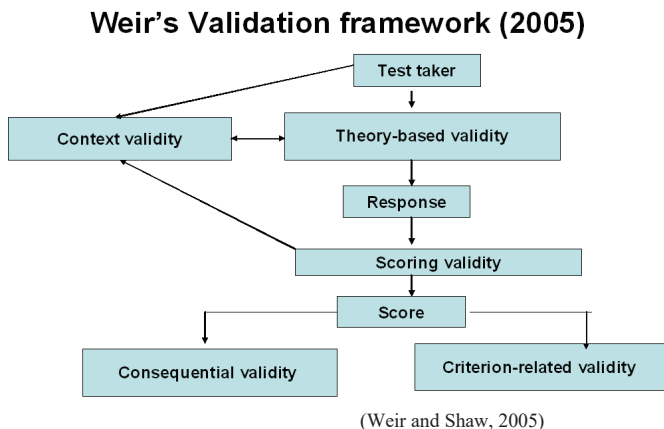 Weir's Validation framework (2005)
Test taker
Context validity
Theory-based validity
Response
Scoring validity
Score
Consequential validity
Criterion-related validity
(Weir and Shaw, 2005)